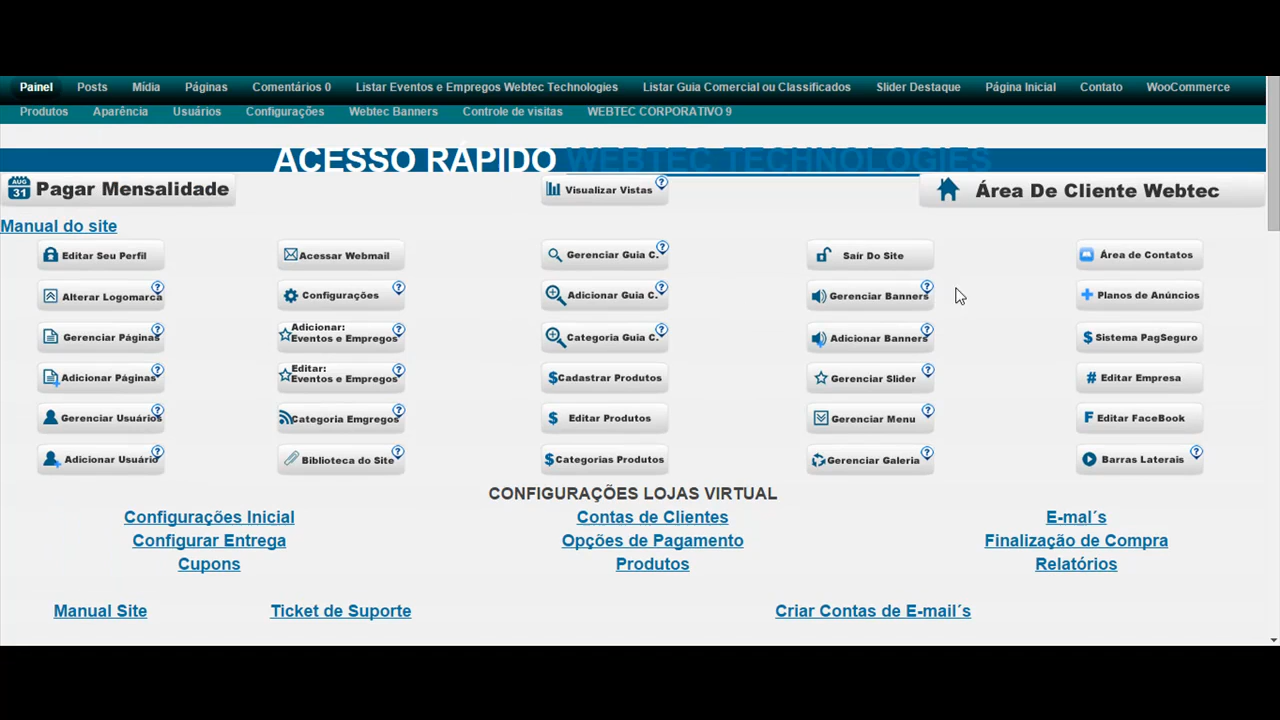 Painel Posts Mídia Páginas Comentários 0 Listar Eventos e Empregos Webtec Technologies Listar Guia Comercial ou Classificados Slider Destaque Página Inicial Contato WooCommerce
Produtos Aparência Usuários Configurações Webtec Banners Controle de visitas WEBTEC CORPORATIVO 9
ACESSO RÁPIDO WEBTEC TECHNOLOGIES
AUG 31 Pagar Mensalidade Visualizar Vistas ? Área De Cliente Webtec
Manual do site
Editar Seu Perfil Acessar Webmail Gerenciar Guia C. ? Saír Do Site Área de Contatos
Alterar Logomarca ? Configurações ? Adicionar Guia C. ? Gerenciar Banners ? Planos de Anúncios
Gerenciar Páginas ? Adicionar: Eventos e Empregos ? Categoria Guia C. ? Adicionar Banners ? $ Sistema PagSeguro
Adicionar Páginas ? Editar: Eventos e Empregos ? $ Cadastrar Produtos Gerenciar Slider ? # Editar Empresa
Gerenciar Usuários ? Categoria Emgregos ? $ Editar Produtos Gerenciar Menu ? F Editar FaceBook
Adicionar Usuário ? Biblioteca do Site ? $ Categorias Produtos Gerenciar Galeria ? Barras Laterais ?
CONFIGURAÇÕES LOJAS VIRTUAL
Configurações Inicial Contas de Clientes E-mal´s
Configurar Entrega Opções de Pagamento Finalização de Compra
Cupons Produtos Relatórios
Manual Site Ticket de Suporte Criar Contas de E-mail´s